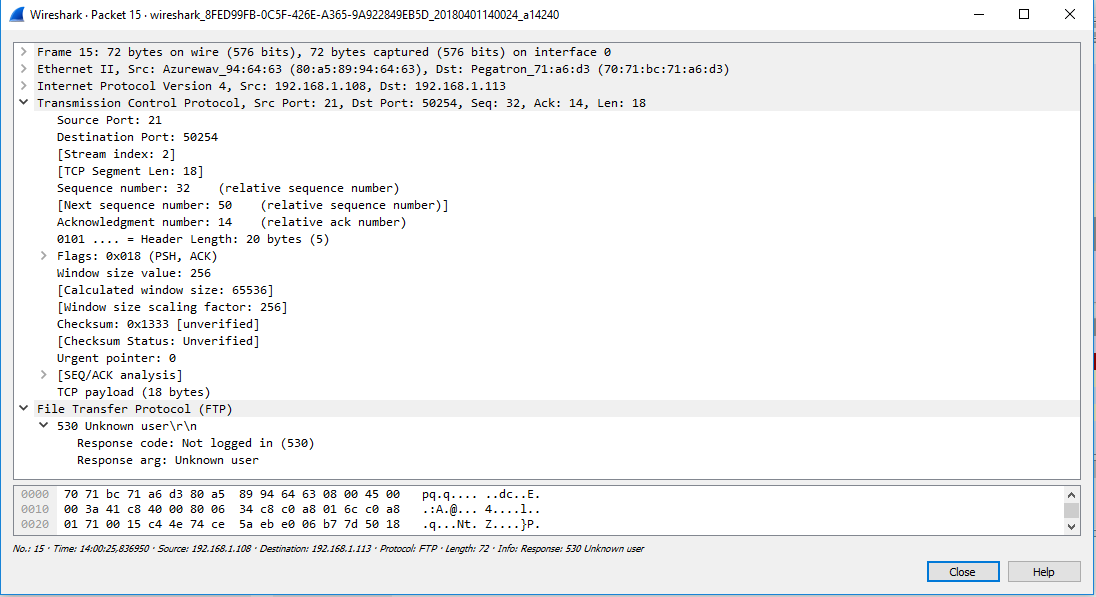 Wireshark · Packet 15 · wireshark_8FED99FB-0C5F-426E-A365-9A922849EB5D_20180401140024_a14240
Frame 15: 72 bytes on wire (576 bits), 72 bytes captured (576 bits) on interface 0
Ethernet II, Src: Azurewav_94:64:63 (80:a5:89:94:64:63), Dst: Pegatron_71:a6:d3 (70:71:bc:71:a6:d3)
Internet Protocol Version 4, Src: 192.168.1.108, Dst: 192.168.1.113
Transmission Control Protocol, Src Port: 21, Dst Port: 50254, Seq: 32, Ack: 14, Len: 18
Source Port: 21
Destination Port: 50254
[Stream index: 2]
[TCP Segment Len: 18]
Sequence number: 32    (relative sequence number)
[Next sequence number: 50    (relative sequence number)]
Acknowledgment number: 14    (relative ack number)
0101 .... = Header Length: 20 bytes (5)
Flags: 0x018 (PSH, ACK)
Window size value: 256
[Calculated window size: 65536]
[Window size scaling factor: 256]
Checksum: 0x1333 [unverified]
[Checksum Status: Unverified]
Urgent pointer: 0
[SEQ/ACK analysis]
TCP payload (18 bytes)
File Transfer Protocol (FTP)
530 Unknown user\r\n
Response code: Not logged in (530)
Response arg: Unknown user
0000  70 71 bc 71 a6 d3 80 a5  89 94 64 63 08 00 45 00   pq.q.... ..dc..E.
0010  00 3a 41 c8 40 00 80 06  34 c8 c0 a8 01 6c c0 a8   .:A.@... 4....l..
0020  01 71 00 15 c4 4e 74 ce  5a eb e0 06 b7 7d 50 18   .q...Nt. Z....}P.
No.: 15 · Time: 14:00:25,836950 · Source: 192.168.1.108 · Destination: 192.168.1.113 · Protocol: FTP · Length: 72 · Info: Response: 530 Unknown user
Close Help